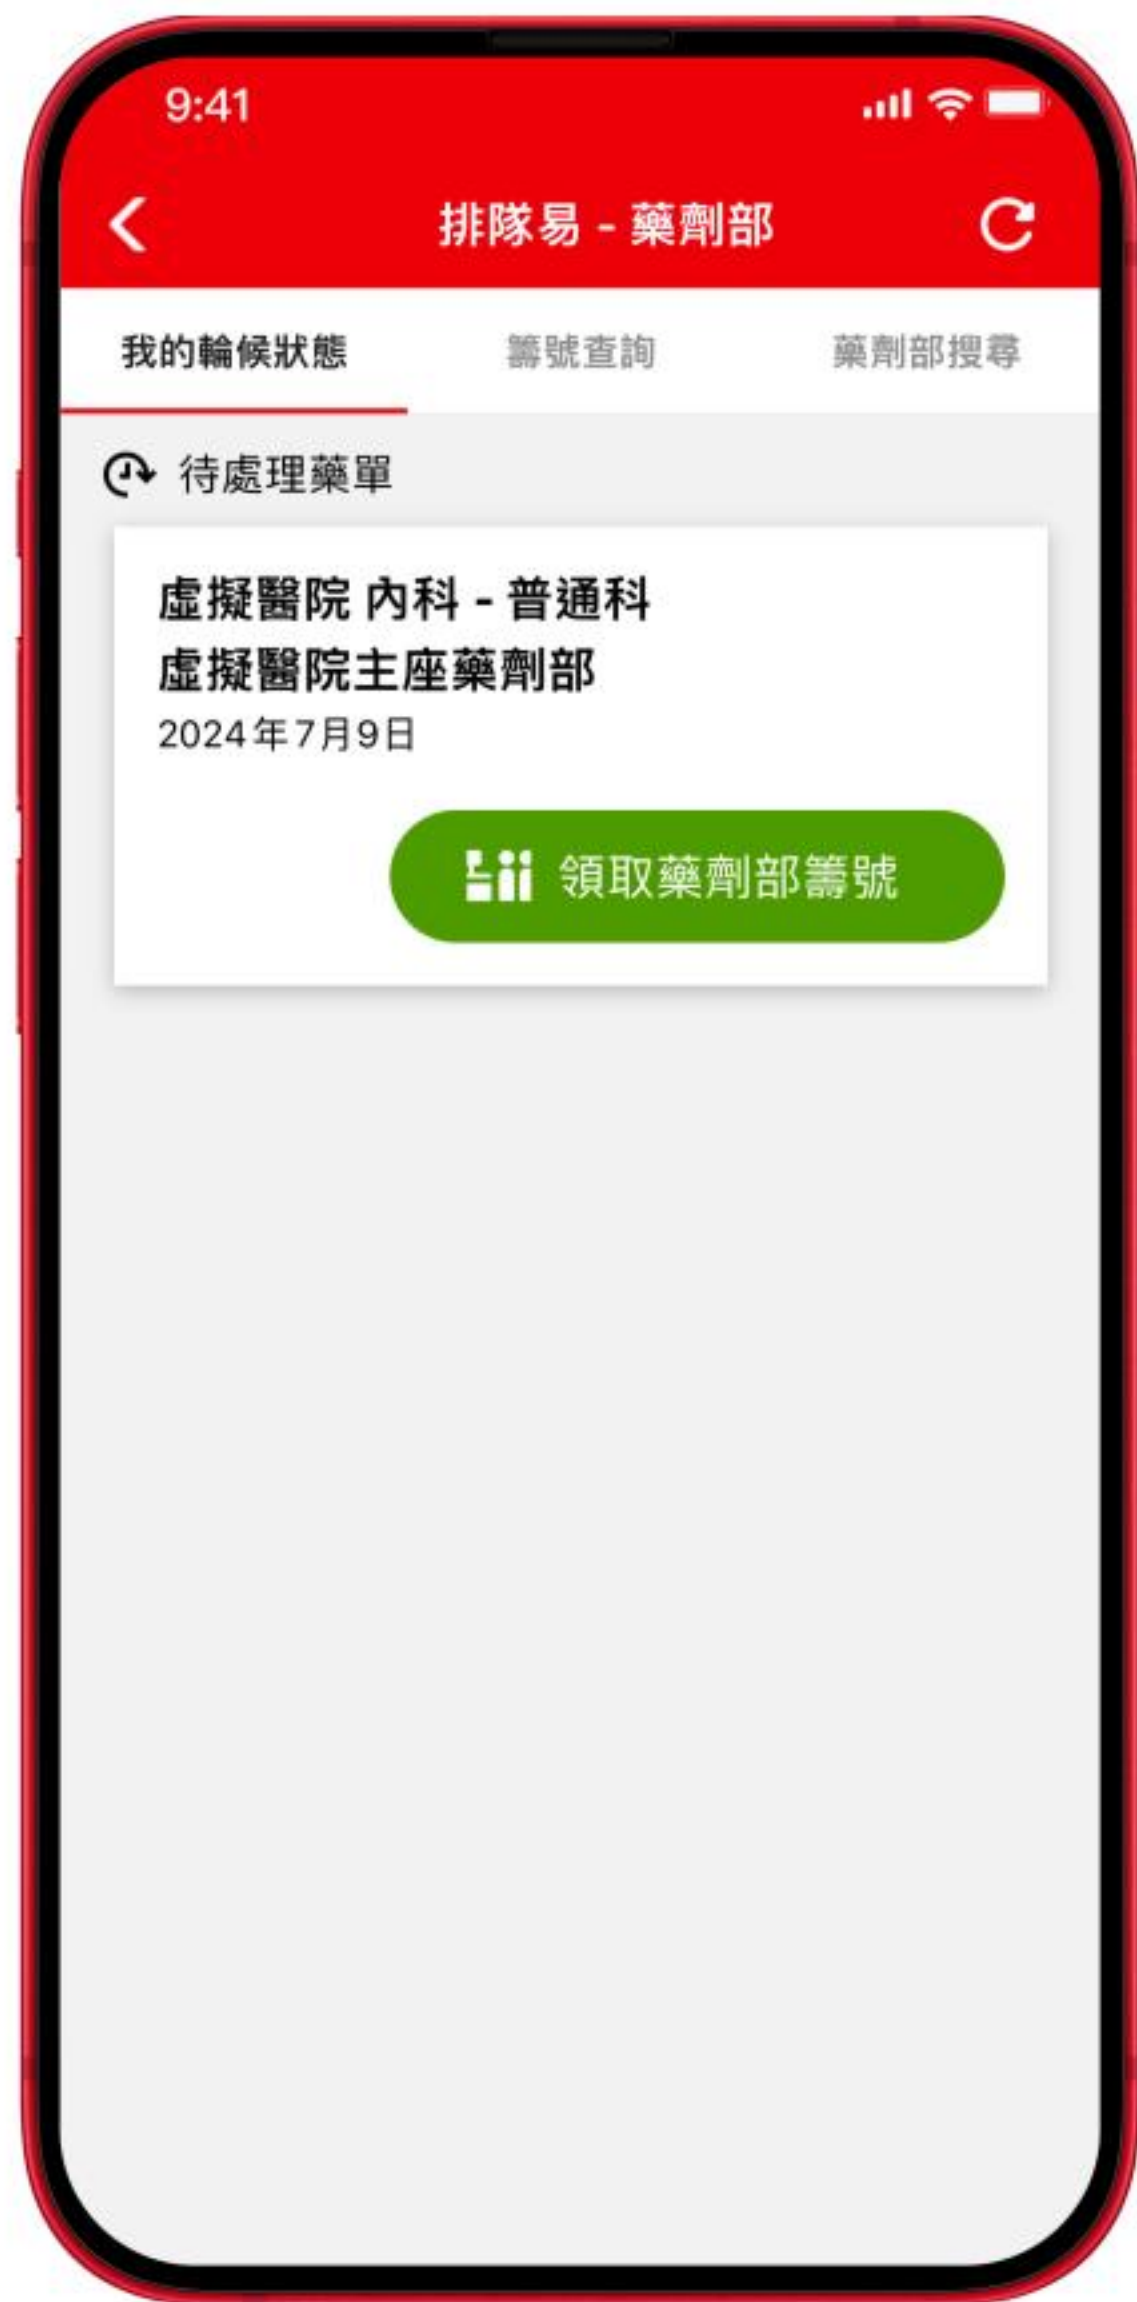 9:41
排隊易 - 藥劑部
我的輪候狀態 籌號查詢 藥劑部搜尋
待處理藥單
虛擬醫院 內科 - 普通科
虛擬醫院主座藥劑部
2024年7月9日
領取藥劑部籌號